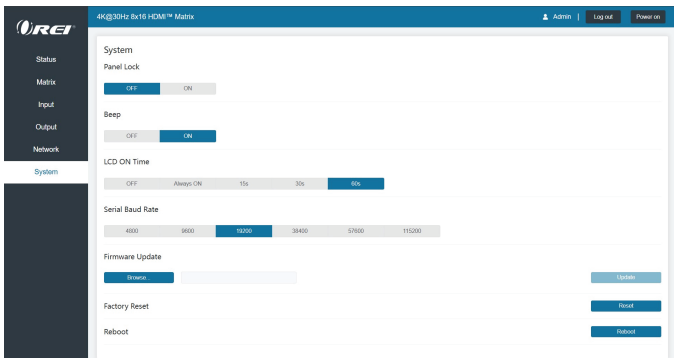 OREI
4K@30Hz 8x16 HDMI™ Matrix
Admin | Log out Power on
Status
Matrix
Input
Output
Network
System
System
Panel Lock
OFF ON
Beep
OFF ON
LCD ON Time
OFF Always ON 15s 30s 60s
Serial Baud Rate
4800 9600 19200 38400 57600 115200
Firmware Update
Browse... Update
Factory Reset Reset
Reboot Reboot